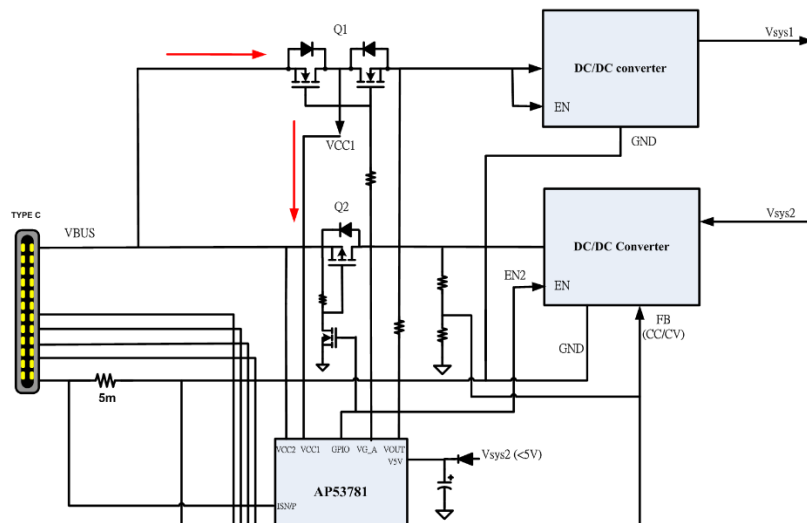 Q1
Vsys1
DC/DC converter
EN
GND
VCC1
TYPE C
VBUS
Q2
Vsys2
DC/DC Converter
EN2
EN
FB
(CC/CV)
GND
5m
VCC2 VCC1 GPIO VG_A VOUT
V5V
Vsys2 (<5V)
AP53781
ISN/P